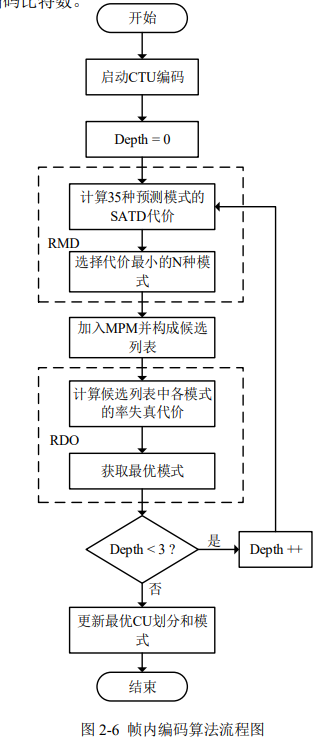 编码比特数。
开始
启动CTU编码
Depth = 0
计算35种预测模式的
SATD代价
RMD
选择代价最小的N种模
式
加入MPM并构成候选
列表
计算候选列表中各模式
的率失真代价
RDO
获取最优模式
Depth < 3 ?
是
Depth ++
否
更新最优CU划分和模
式
结束
图 2-6 帧内编码算法流程图